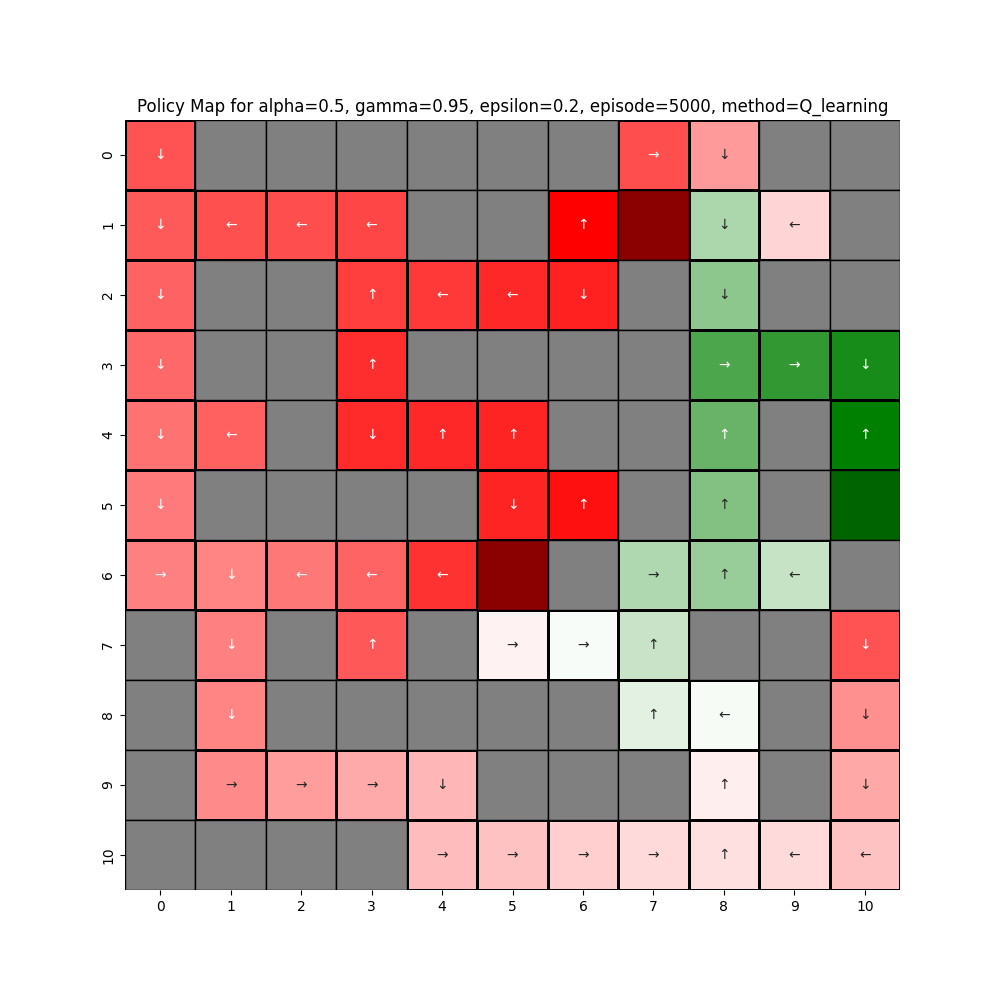 Policy Map for alpha=0.5, gamma=0.95, epsilon=0.2, episode=5000, method=Q_learning
0 ↓ → ↓
1 ↓ ← ← ← ↑ ↓ ←
2 ↓ ↑ ← ← ↓ ↓
3 ↓ ↑ → → ↓
4 ↓ ← ↓ ↑ ↑ ↑ ↑
5 ↓ ↓ ↑ ↑
6 → ↓ ← ← ← → ↑ ←
7 ↓ ↑ → → ↑ ↓
8 ↓ ↑ ← ↓
9 → → → ↓ ↑ ↓
10 → → → → ↑ ← ←
0 1 2 3 4 5 6 7 8 9 10